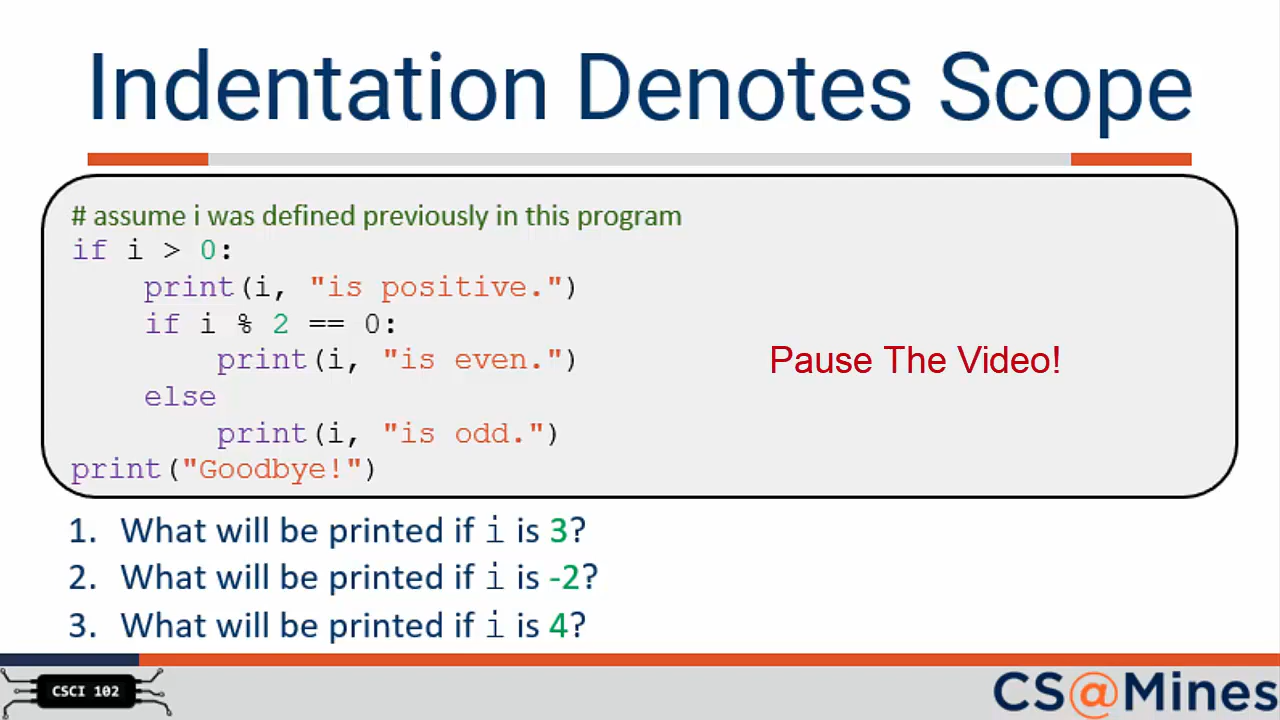 Indentation Denotes Scope
# assume i was defined previously in this program
if i > 0:
    print(i, "is positive.")
    if i % 2 == 0:
        print(i, "is even.")
Pause The Video!
    else
        print(i, "is odd.")
print("Goodbye!")
1. What will be printed if i is 3?
2. What will be printed if i is -2?
3. What will be printed if i is 4?
CSCI 102
CS@Mines